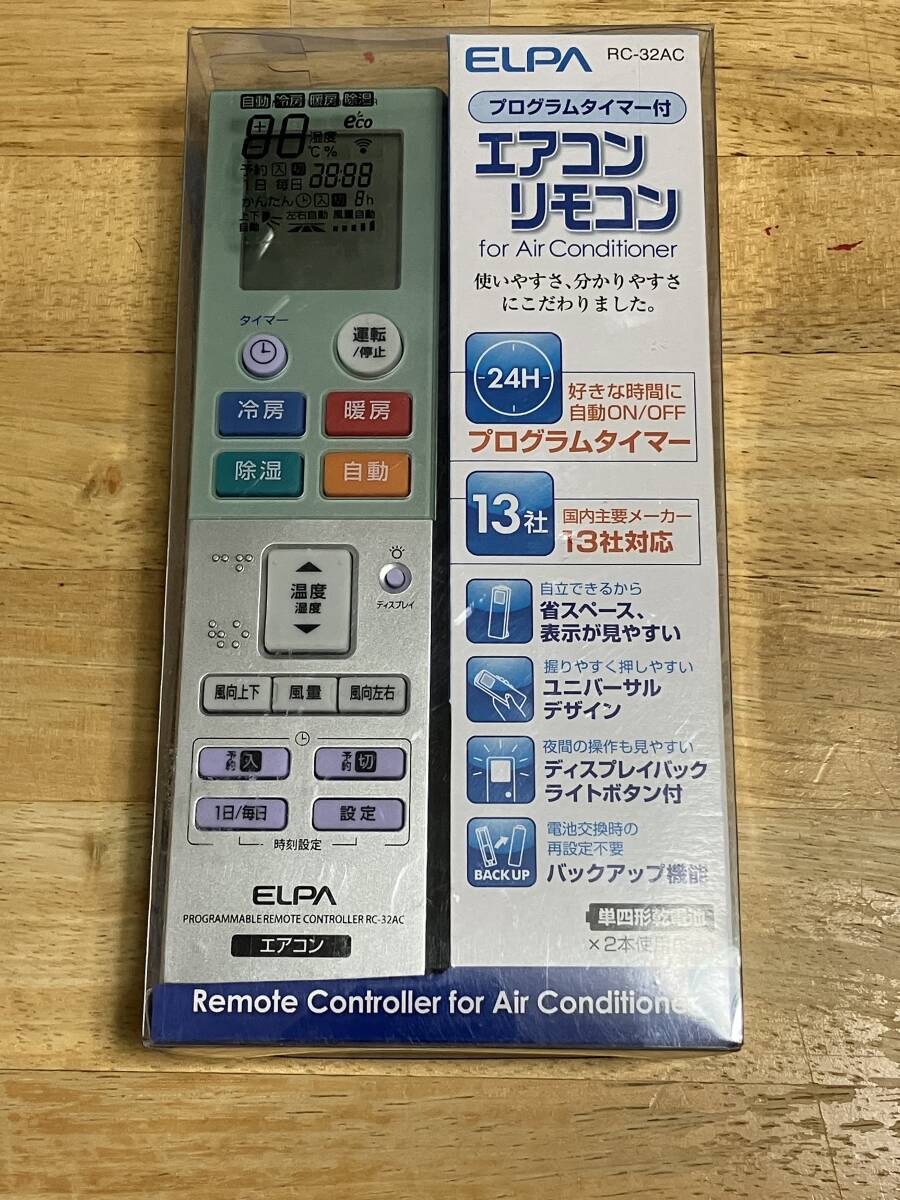 ELPA RC-32AC
プログラムタイマー付
エアコン
リモコン
for Air Conditioner
使いやすさ、分かりやすさ
にこだわりました。
24H
好きな時間に
自動ON/OFF
プログラムタイマー
13社
国内主要メーカー
13社対応
自立できるから
省スペース、
表示が見やすい
握りやすく押しやすい
ユニバーサル
デザイン
夜間の操作も見やすい
ディスプレイバック
ライトボタン付
BACK UP
電池交換時の
再設定不要
バックアップ機能
単四形乾電池
×2本使用
自動 冷房 暖房 除湿
eco
88 湿度
℃%
予約 入 切
1日 毎日 38:88
かんたん 入 切 8h
上下 左右自動 風量自動
自動
タイマー
運転
/停止
冷房 暖房
除湿 自動
温度
湿度
ディスプレイ
風向上下 風量 風向左右
予約 入 予約 切
1日/毎日 設定
時刻設定
ELPA
PROGRAMMABLE REMOTE CONTROLLER RC-32AC
エアコン
Remote Controller for Air Conditioner